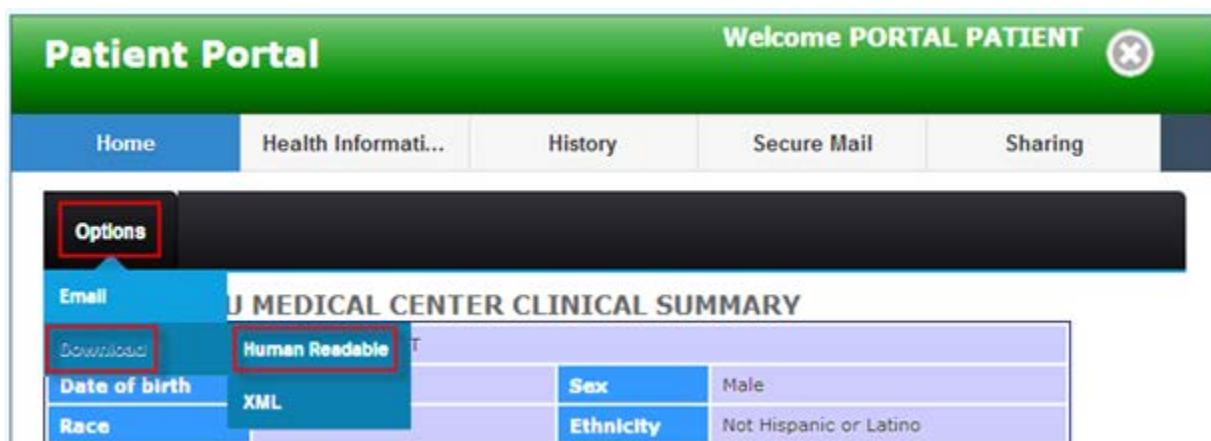 Patient Portal
Welcome PORTAL PATIENT
Home Health Informati... History Secure Mail Sharing
Options
Email
U MEDICAL CENTER CLINICAL SUMMARY
Download Human Readable T
Date of birth Sex Male
XML
Race Ethnicity Not Hispanic or Latino